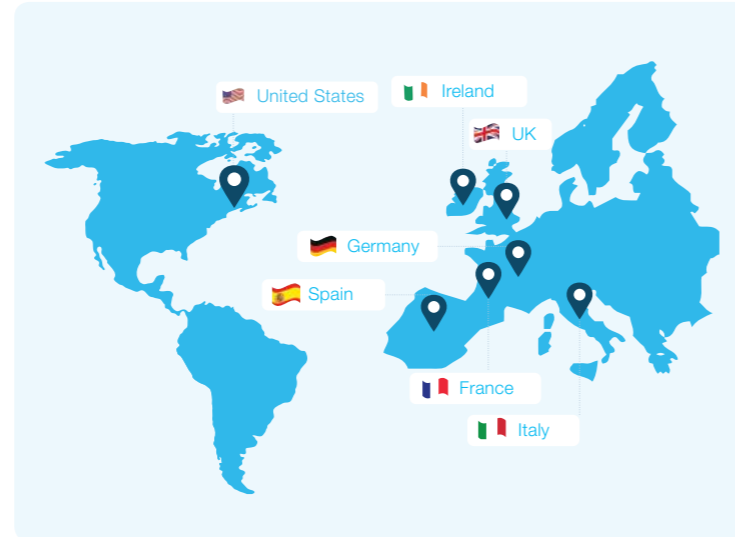 United States
Ireland
UK
Germany
Spain
France
Italy